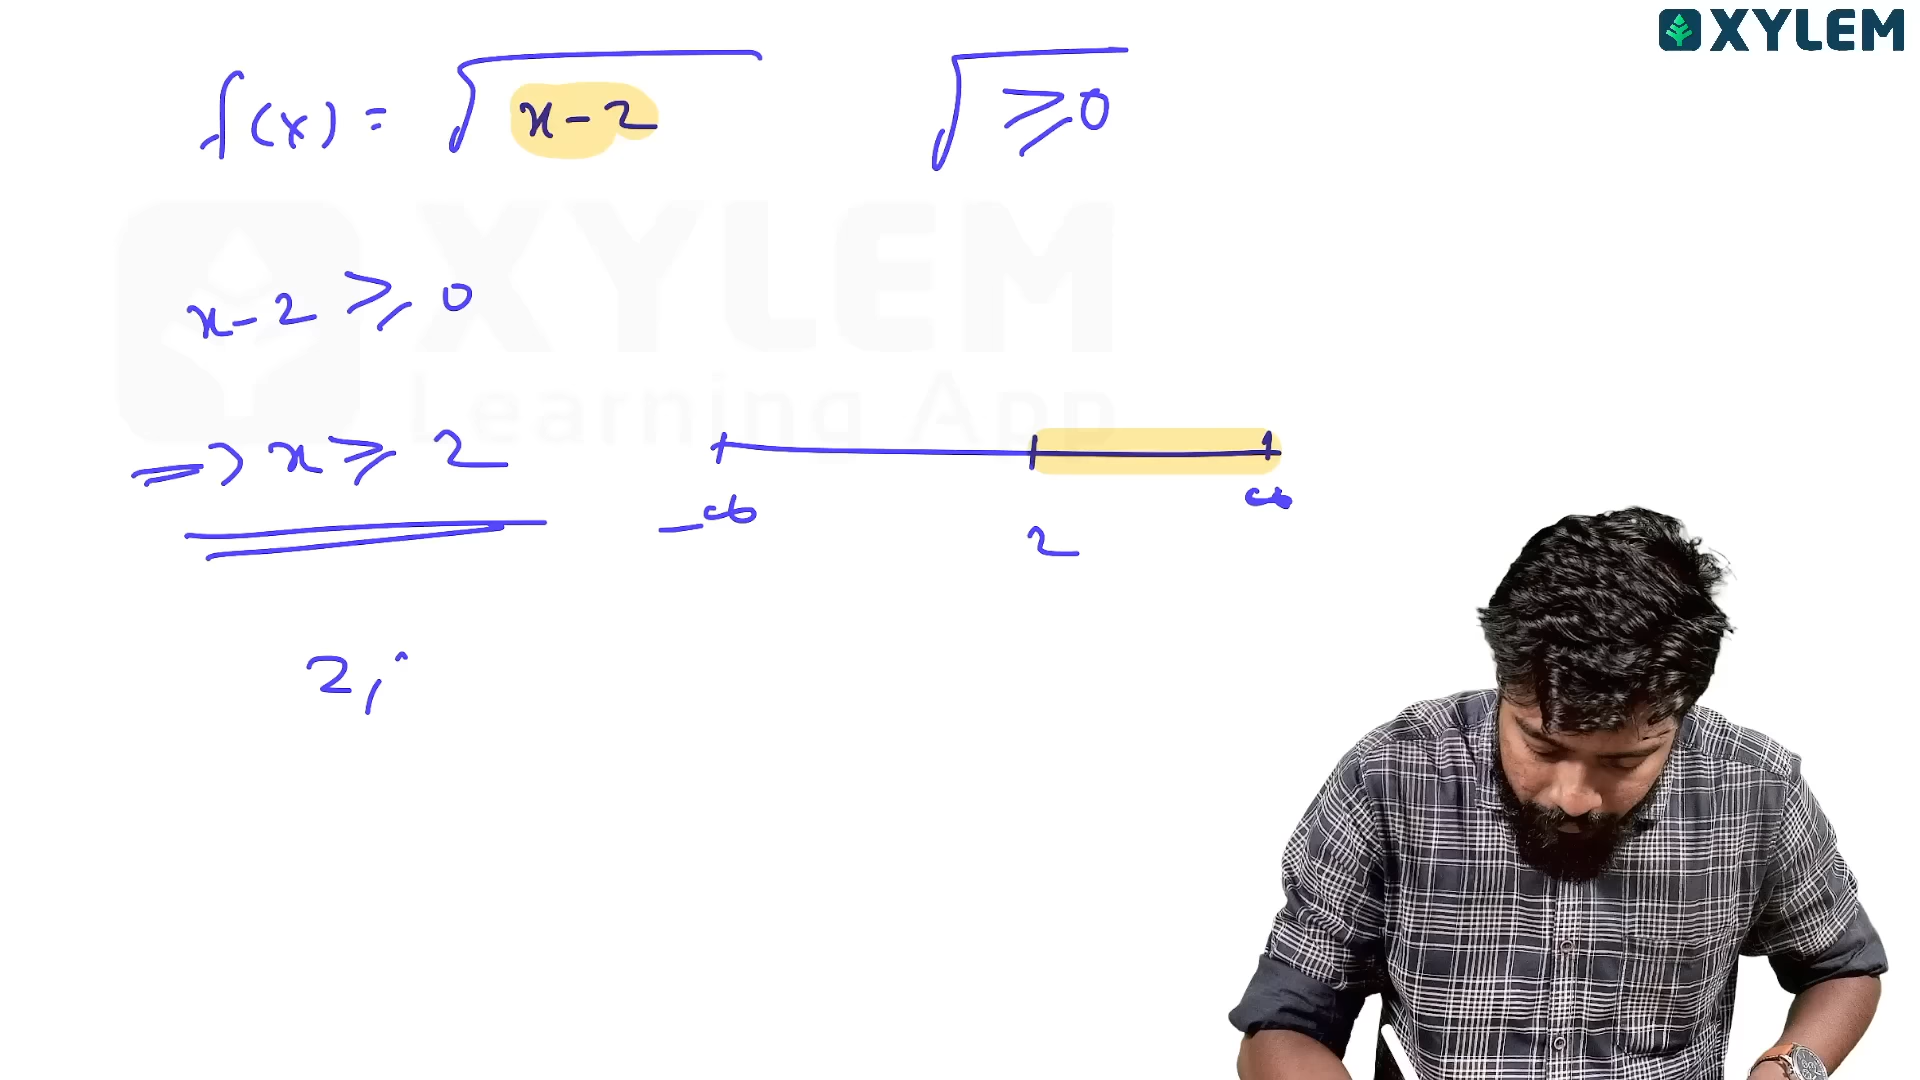 XYLEM
f(x) = √(x-2) √ ≥0
XYLEM
Learning App
x-2 ≥ 0
⇒ x ≥ 2
-∞ 2 ∞
2,